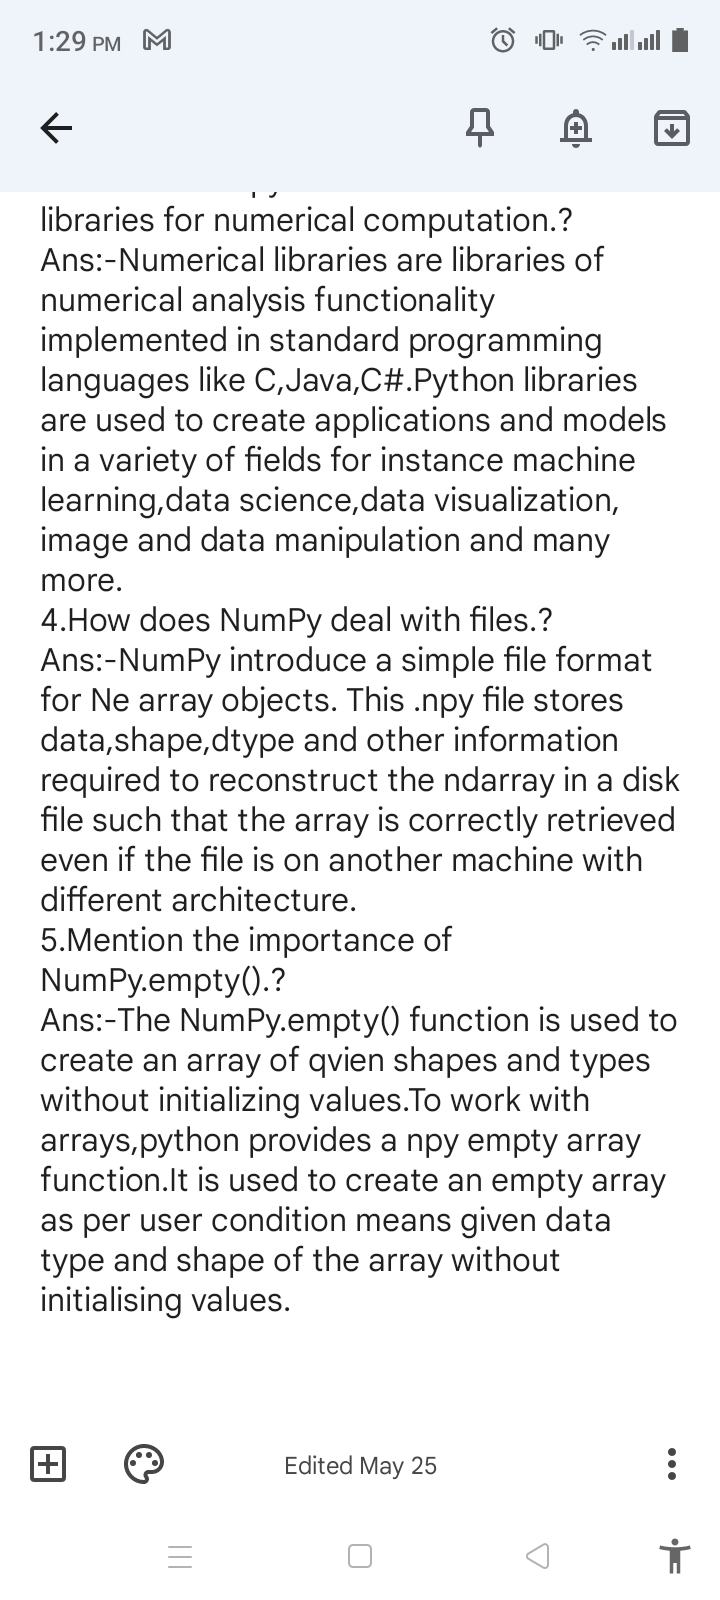 1:29 PM
libraries for numerical computation.?
Ans:-Numerical libraries are libraries of
numerical analysis functionality
implemented in standard programming
languages like C,Java,C#.Python libraries
are used to create applications and models
in a variety of fields for instance machine
learning,data science,data visualization,
image and data manipulation and many
more.
4.How does NumPy deal with files.?
Ans:-NumPy introduce a simple file format
for Ne array objects. This .npy file stores
data,shape,dtype and other information
required to reconstruct the ndarray in a disk
file such that the array is correctly retrieved
even if the file is on another machine with
different architecture.
5.Mention the importance of
NumPy.empty().?
Ans:-The NumPy.empty() function is used to
create an array of qvien shapes and types
without initializing values.To work with
arrays,python provides a npy empty array
function.It is used to create an empty array
as per user condition means given data
type and shape of the array without
initialising values.
Edited May 25